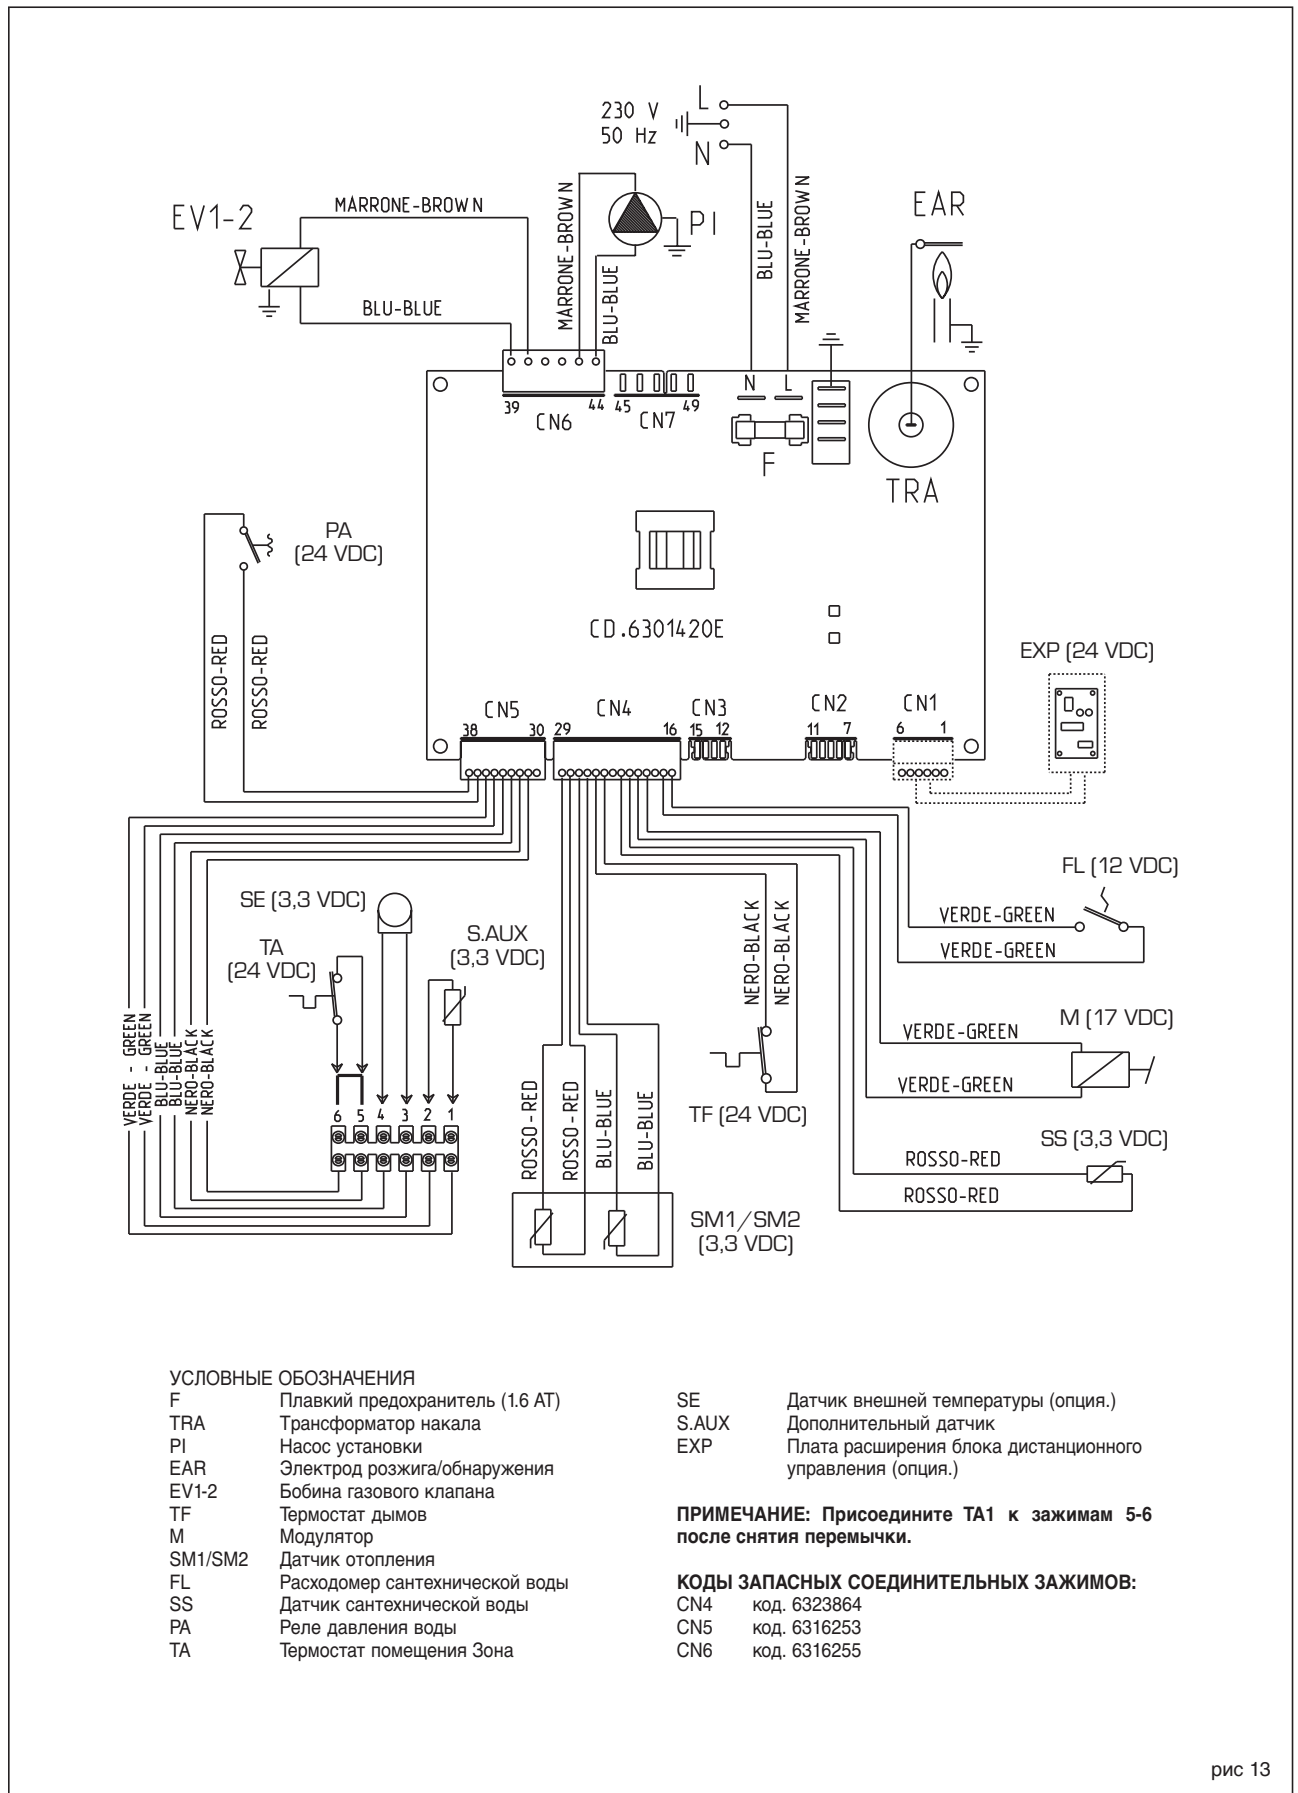 L
230 V
50 Hz
N
EV1-2
MARRONE-BROWN
BLU-BLUE
MARRONE-BROWN
BLU-BLUE
PI
BLU-BLUE
MARRONE-BROWN
EAR
39
44
CN6
45
49
CN7
N
L
F
TRA
PA
(24 VDC)
ROSSO-RED
ROSSO-RED
CD.6301420E
EXP (24 VDC)
CN5
38
30
CN4
29
16
CN3
15
12
CN2
11
7
CN1
6
1
FL (12 VDC)
VERDE-GREEN
VERDE-GREEN
SE (3,3 VDC)
TA
(24 VDC)
S.AUX
(3,3 VDC)
NERO-BLACK
NERO-BLACK
TF (24 VDC)
M (17 VDC)
VERDE-GREEN
VERDE-GREEN
VERDE - GREEN
VERDE - GREEN
BLU-BLUE
BLU-BLUE
NERO-BLACK
NERO-BLACK
6 5 4 3 2 1
ROSSO-RED
ROSSO-RED
BLU-BLUE
BLU-BLUE
SS (3,3 VDC)
ROSSO-RED
ROSSO-RED
SM1/SM2
(3,3 VDC)
УСЛОВНЫЕ ОБОЗНАЧЕНИЯ
F Плавкий предохранитель (1.6 AT)
TRA Трансформатор накала
PI Насос установки
EAR Электрод розжига/обнаружения
EV1-2 Бобина газового клапана
TF Термостат дымов
M Модулятор
SM1/SM2 Датчик отопления
FL Расходомер сантехнической воды
SS Датчик сантехнической воды
PA Реле давления воды
TA Термостат помещения Зона
SE Датчик внешней температуры (опция.)
S.AUX Дополнительный датчик
EXP Плата расширения блока дистанционного
управления (опция.)
ПРИМЕЧАНИЕ: Присоедините TA1 к зажимам 5-6
после снятия перемычки.
КОДЫ ЗАПАСНЫХ СОЕДИНИТЕЛЬНЫХ ЗАЖИМОВ:
CN4 код. 6323864
CN5 код. 6316253
CN6 код. 6316255
рис 13